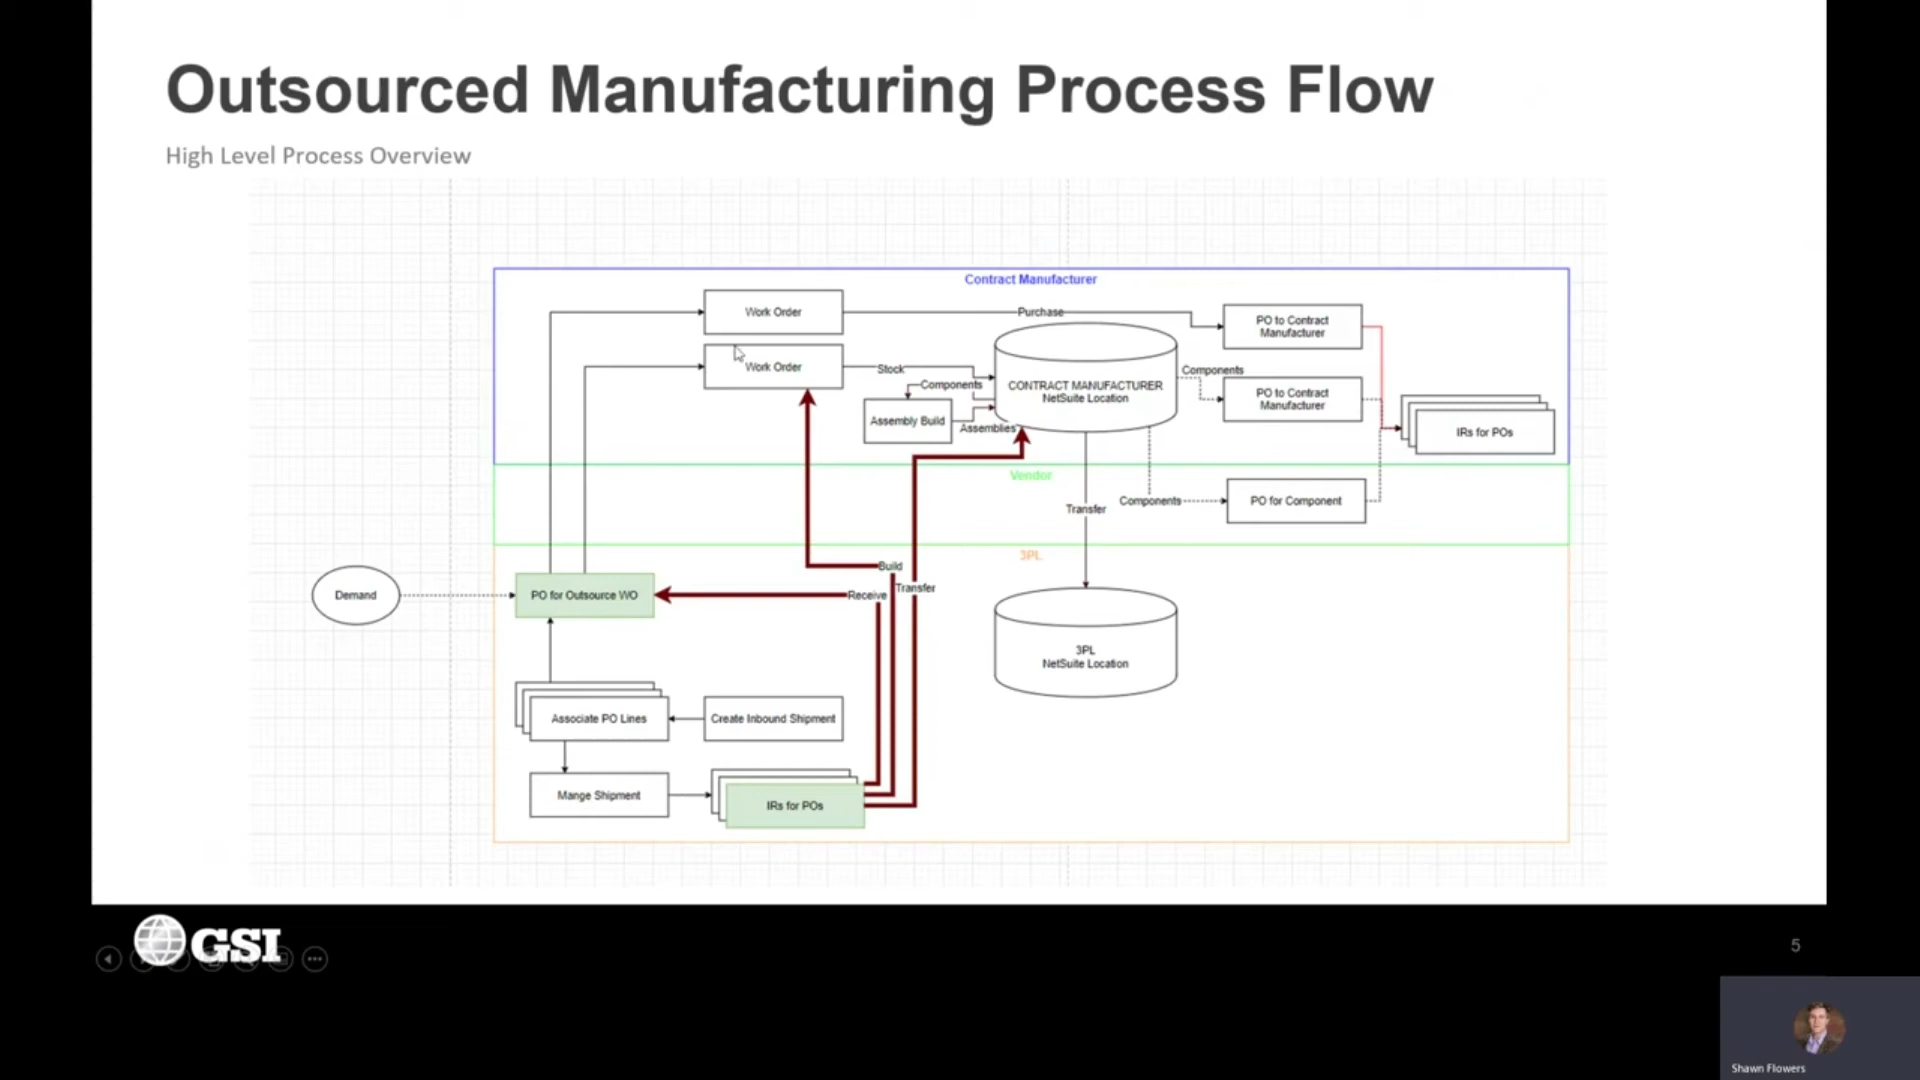 Outsourced Manufacturing Process Flow
High Level Process Overview
Contract Manufacturer
Work Order
Purchase
PO to Contract
Manufacturer
Work Order
Stock
Components
CONTRACT MANUFACTURER
NetSuite Location
Components
PO to Contract
Manufacturer
Assembly Build
Assemblies
IRs for POs
Vendor
Transfer
Components
PO for Component
3PL
Build
Demand
PO for Outsource WO
Receive
Transfer
3PL
NetSuite Location
Associate PO Lines
Create Inbound Shipment
Mange Shipment
IRs for POs
GSI
5
Shawn Flowers